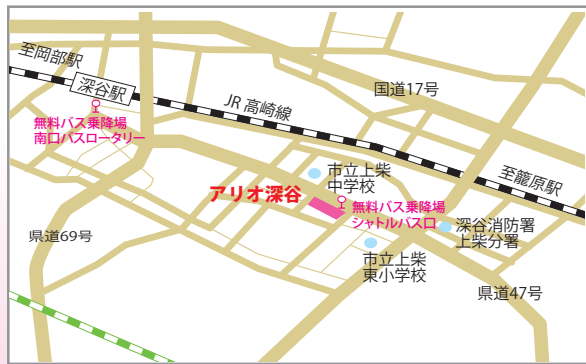 至岡部駅
深谷駅
JR 高崎線
国道17号
無料バス乗降場
南口バスロータリー
市立上柴
中学校
至籠原駅
アリオ深谷
無料バス乗降場
シャトルバス口
深谷消防署
上柴分署
県道69号
市立上柴
東小学校
県道47号